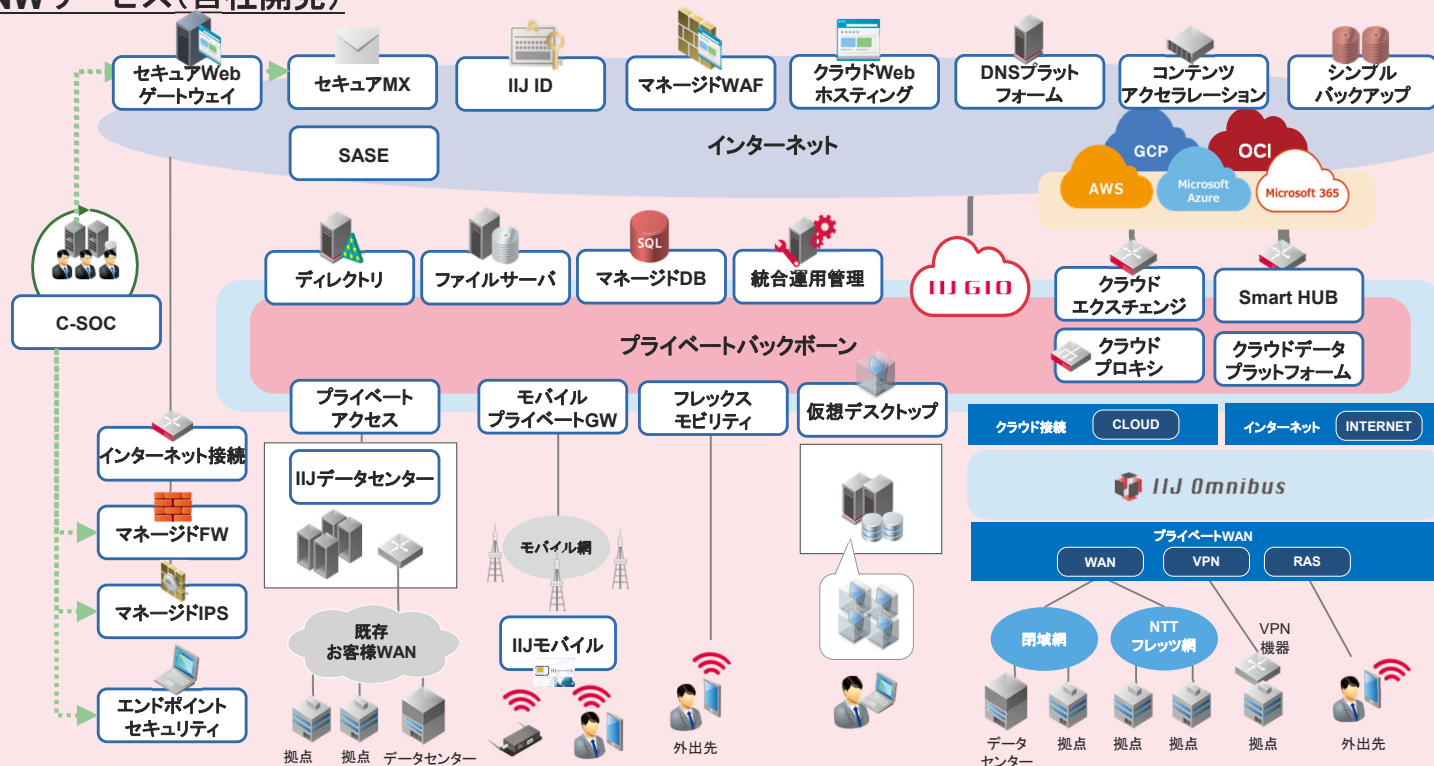 NWサービス(自社開発)
セキュアWeb
ゲートウェイ
セキュアMX
IIJ ID
マネージドWAF
クラウドWeb
ホスティング
DNSプラット
フォーム
コンテンツ
アクセラレーション
シンプル
バックアップ
SASE
インターネット
GCP
OCI
AWS
Microsoft
Azure
Microsoft 365
SQL
ディレクトリ
ファイルサーバ
マネージドDB
統合運用管理
IIJ GIO
クラウド
エクスチェンジ
Smart HUB
C-SOC
プライベートバックボーン
クラウド
プロキシ
クラウドデータ
プラットフォーム
プライベート
アクセス
モバイル
プライベートGW
フレックス
モビリティ
仮想デスクトップ
クラウド接続
CLOUD
インターネット
INTERNET
インターネット接続
IIJデータセンター
IIJ Omnibus
マネージドFW
モバイル網
プライベートWAN
WAN
VPN
RAS
マネージドIPS
既存
お客様WAN
IIJモバイル
閉域網
NTT
フレッツ網
VPN
機器
エンドポイント
セキュリティ
拠点
拠点
データセンター
外出先
データ
センター
拠点
拠点
拠点
拠点
外出先